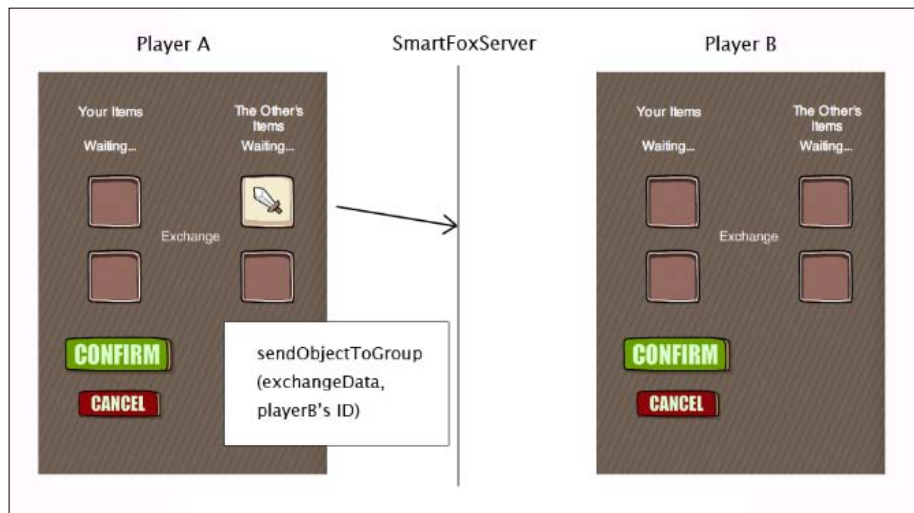 Player A
SmartFoxServer
Player B
Your Items
The Other's
Items
Waiting...
Waiting...
Exchange
CONFIRM
CANCEL
sendObjectToGroup
(exchangeData,
playerB's ID)
Your Items
The Other's
Items
Waiting...
Waiting...
Exchange
CONFIRM
CANCEL